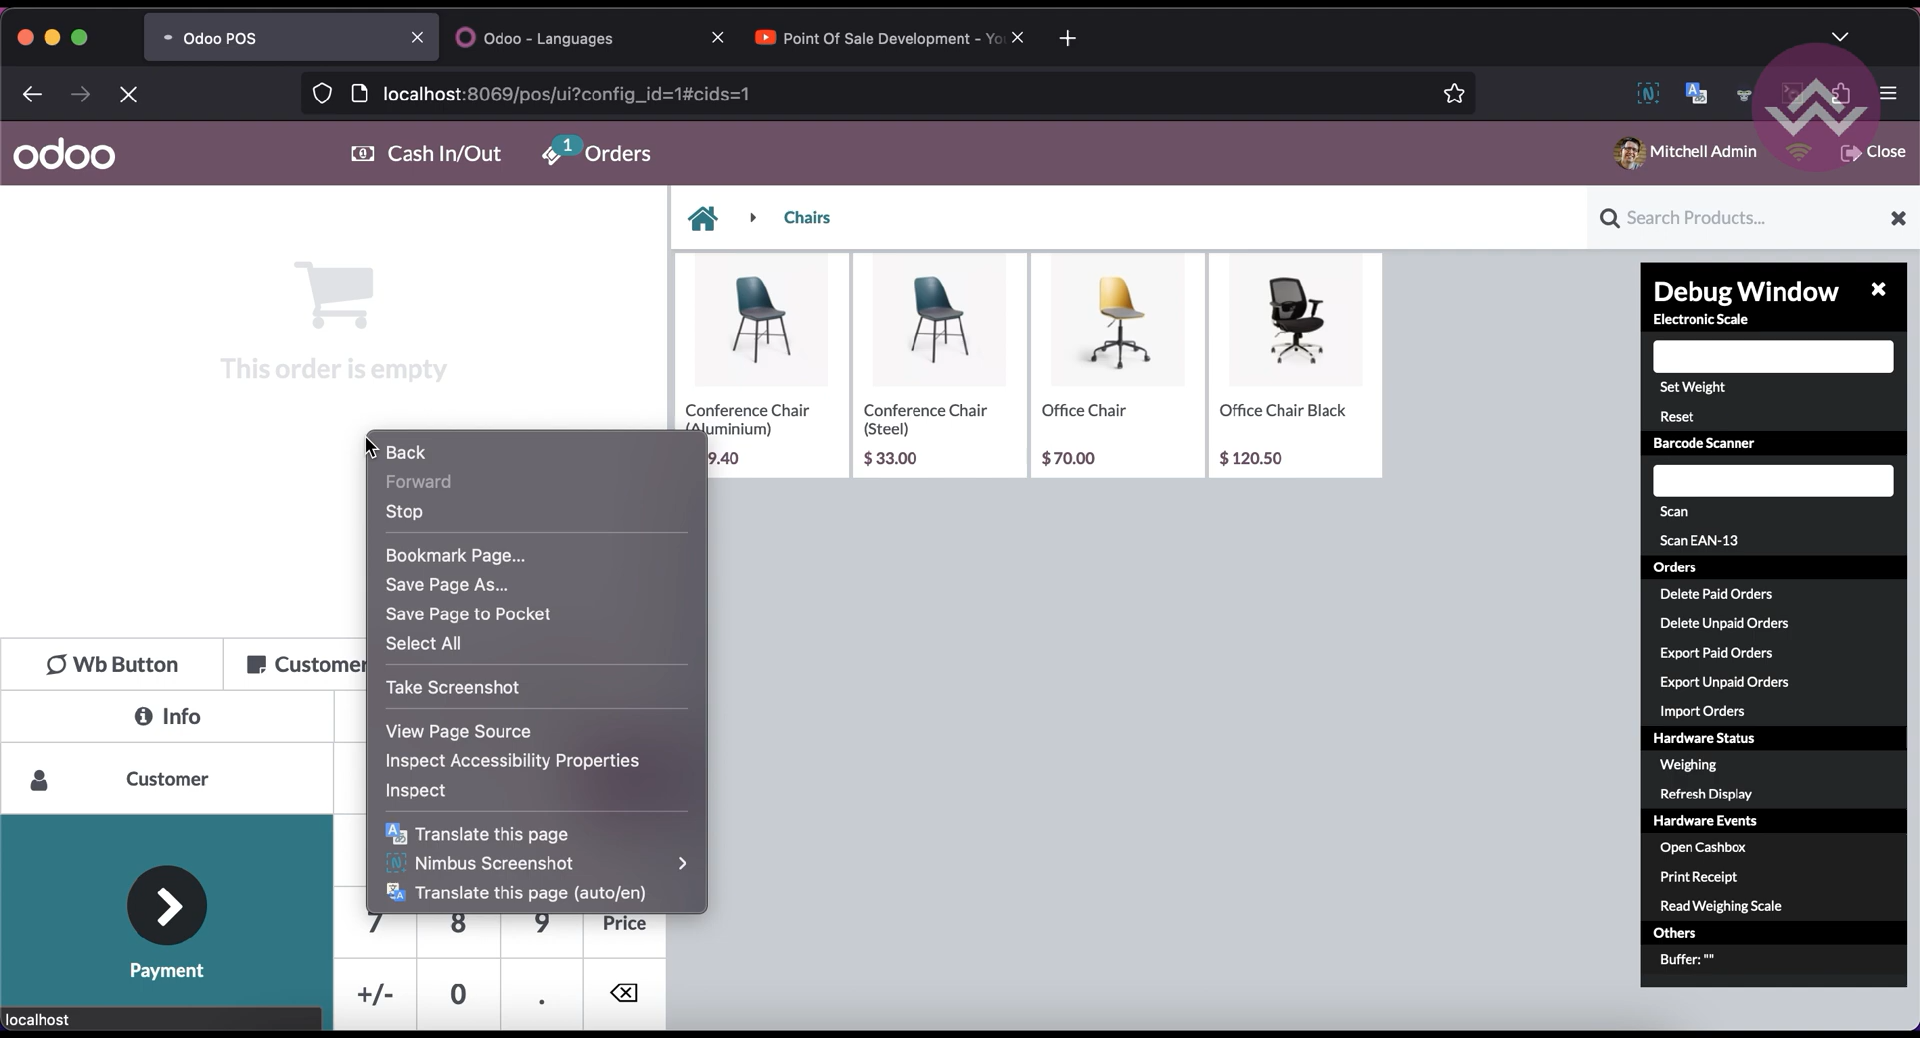 Odoo POS
Odoo - Languages
Point Of Sale Development - Yo
localhost:8069/pos/ui?config_id=1#cids=1
odoo
Cash In/Out
1
Orders
Mitchell Admin
Close
This order is empty
Chairs
Search Products...
Conference Chair
(Aluminium)
9.40
Conference Chair
(Steel)
$ 33.00
Office Chair
$ 70.00
Office Chair Black
$ 120.50
Debug Window
Electronic Scale
Set Weight
Reset
Barcode Scanner
Scan
Scan EAN-13
Orders
Delete Paid Orders
Delete Unpaid Orders
Export Paid Orders
Export Unpaid Orders
Import Orders
Hardware Status
Weighing
Refresh Display
Hardware Events
Open Cashbox
Print Receipt
Read Weighing Scale
Others
Buffer: ""
Back
Forward
Stop
Bookmark Page...
Save Page As...
Save Page to Pocket
Select All
Take Screenshot
View Page Source
Inspect Accessibility Properties
Inspect
Translate this page
Nimbus Screenshot
Translate this page (auto/en)
Wb Button
Customer
Info
Customer
Payment
7 8 9 Price
+/- 0 .
localhost